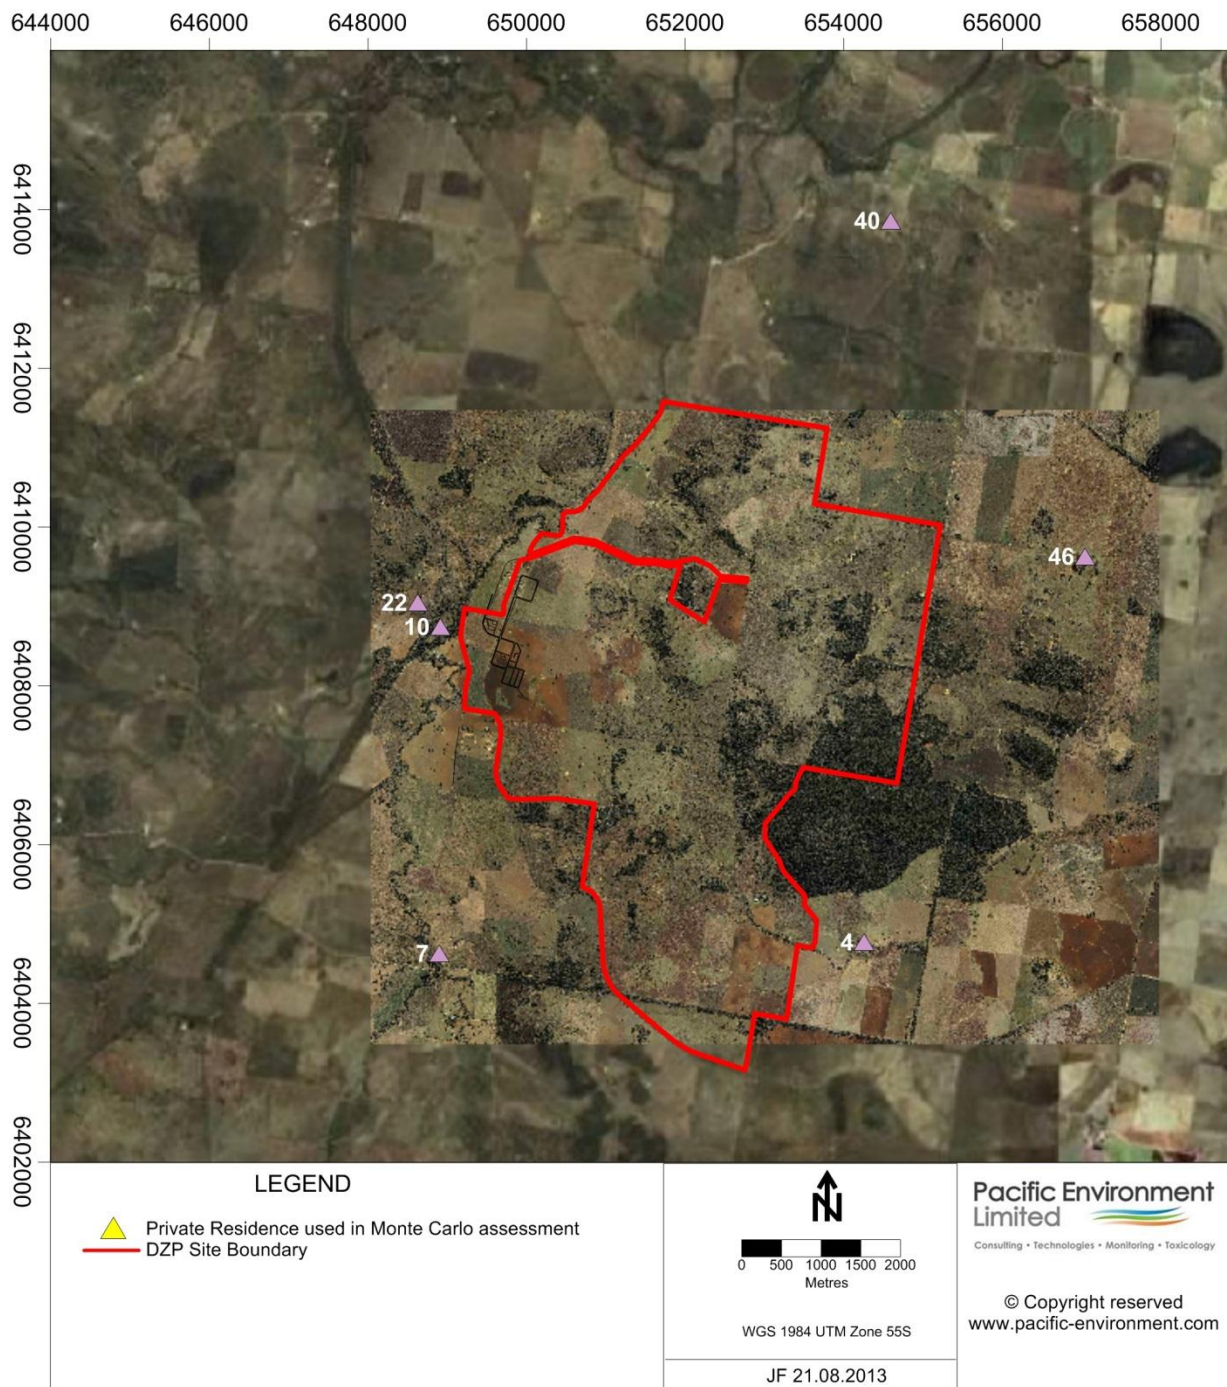 644000 646000 648000 650000 652000 654000 656000 658000
6414000
6412000
6410000
6408000
6406000
6404000
6402000
40
46
22
10
4
7
LEGEND
Private Residence used in Monte Carlo assessment
DZP Site Boundary
N
0 500 1000 1500 2000
Metres
WGS 1984 UTM Zone 55S
JF 21.08.2013
Pacific Environment
Limited
Consulting • Technologies • Monitoring • Toxicology
© Copyright reserved
www.pacific-environment.com